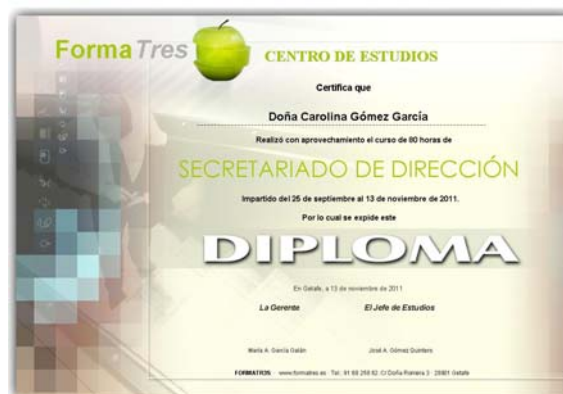 FormaTres
CENTRO DE ESTUDIOS
Certifica que
Doña Carolina Gómez García
Realizó con aprovechamiento el curso de 80 horas de
SECRETARIADO DE DIRECCIÓN
Impartido del 25 de septiembre al 13 de noviembre de 2011.
Por lo cual se expide este
DIPLOMA
En Getafe, a 13 de noviembre de 2011
La Gerente El Jefe de Estudios
María A. García Galán José A. Gómez Quintero
FORMATRES - www.formatres.es - Tel.: 91 68 298 62 C/ Doña Romera 3 - 28901 Getafe